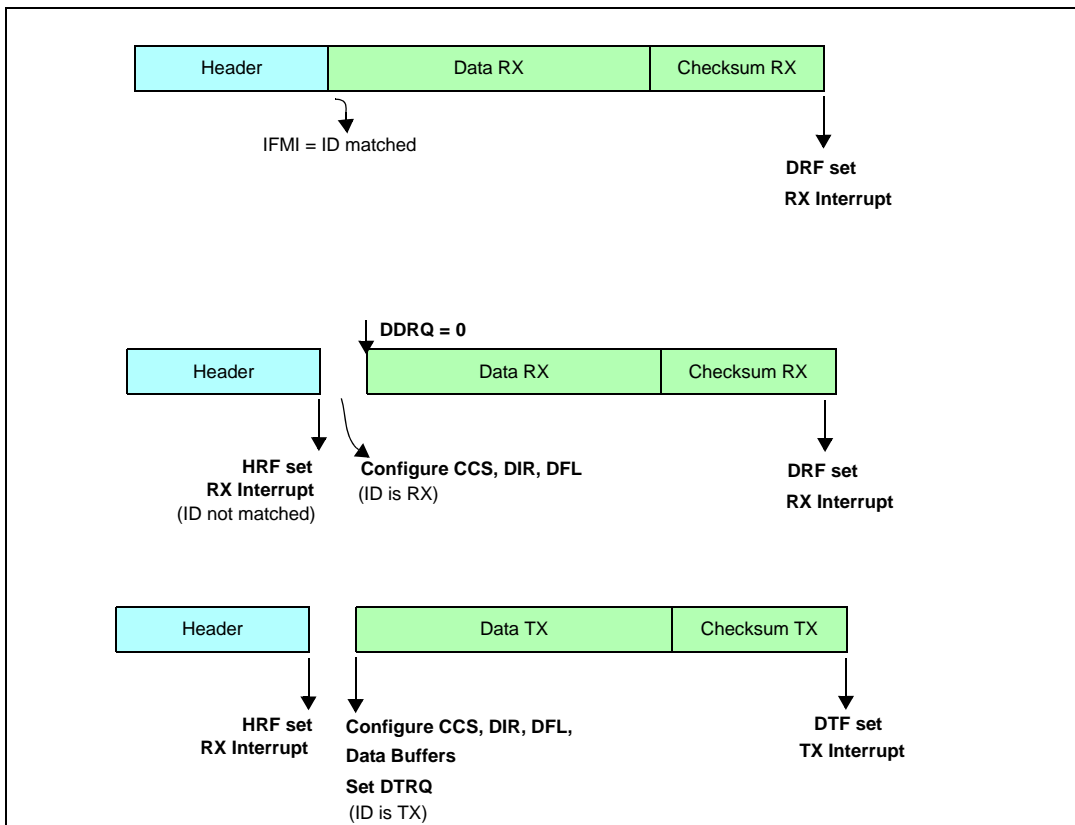 Header
Data RX
Checksum RX
IFMI = ID matched
DRF set
RX Interrupt
DDRQ = 0
Header
Data RX
Checksum RX
HRF set
RX Interrupt
(ID not matched)
Configure CCS, DIR, DFL
(ID is RX)
DRF set
RX Interrupt
Header
Data TX
Checksum TX
HRF set
RX Interrupt
Configure CCS, DIR, DFL,
Data Buffers
Set DTRQ
(ID is TX)
DTF set
TX Interrupt